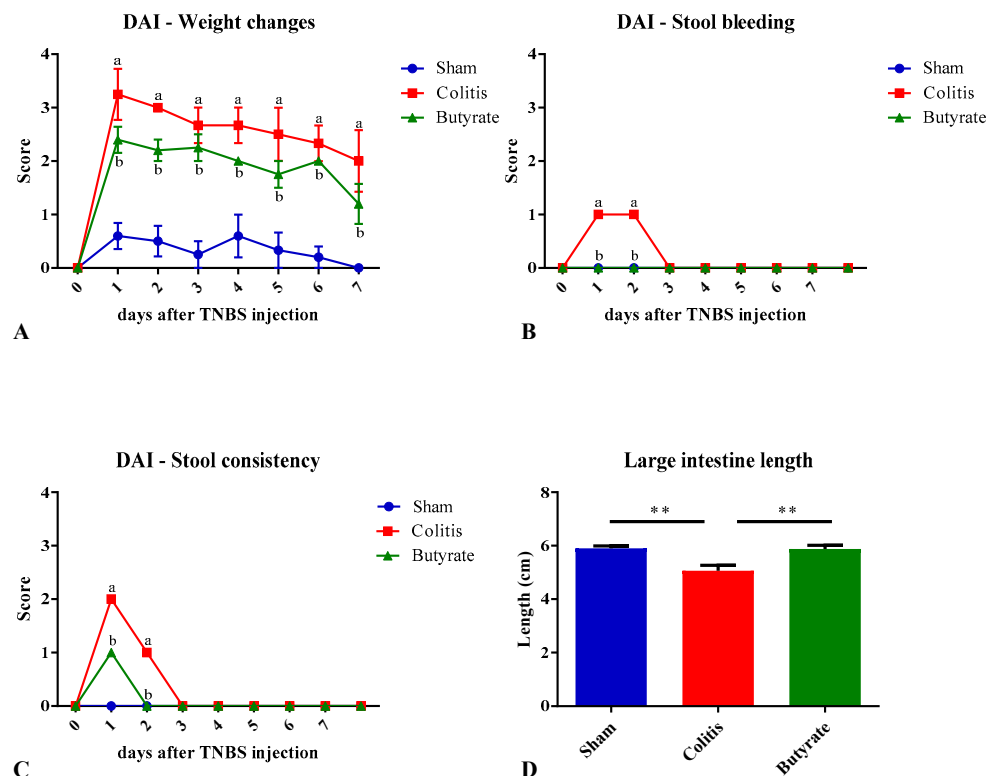 DAI - Weight changes
4
3
2
1
0
Score
a
a
a
a
a
a
a
b
b
b
b
b
b
b
0
1
2
3
4
5
6
7
days after TNBS injection
Sham
Colitis
Butyrate
A
DAI - Stool bleeding
4
3
2
1
0
Score
a
a
b
b
0
1
2
3
4
5
6
7
days after TNBS injection
Sham
Colitis
Butyrate
B
DAI - Stool consistency
4
3
2
1
0
Score
a
a
b
b
0
1
2
3
4
5
6
7
days after TNBS injection
Sham
Colitis
Butyrate
C
Large intestine length
8
6
4
2
0
Length (cm)
**
**
Sham
Colitis
Butyrate
D